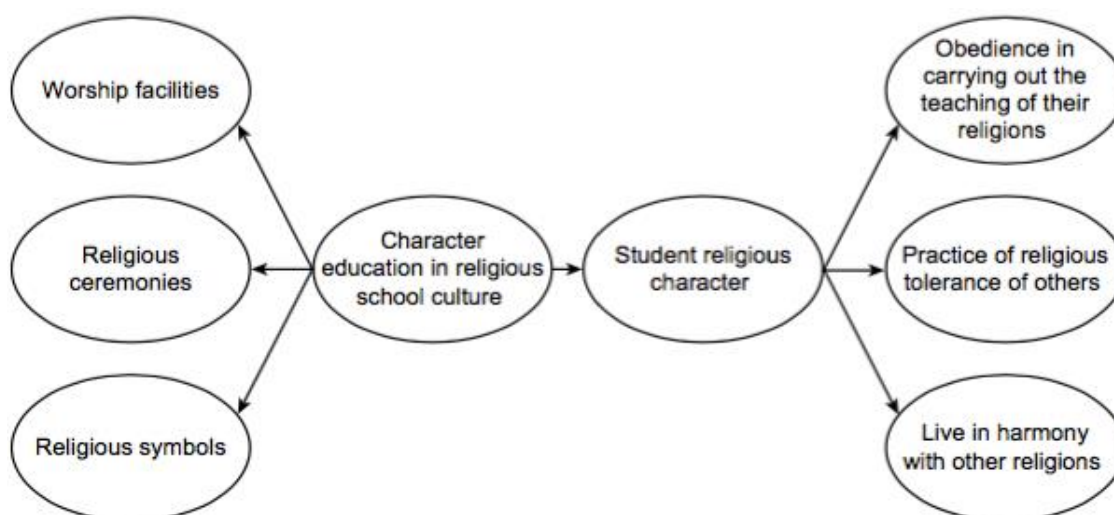 Worship facilities
Religious
ceremonies
Religious symbols
Character
education in religious
school culture
Student religious
character
Obedience in
carrying out the
teaching of their
religions
Practice of religious
tolerance of others
Live in harmony
with other religions